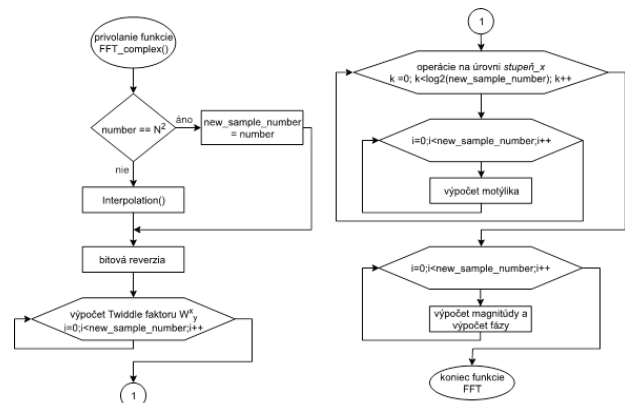 privolanie funkcie
FFT_complex()
number == N²
áno
new_sample_number
= number
nie
Interpolation()
bitová reverzia
výpočet Twiddle faktoru Wˣᵧ
i=0;i<new_sample_number;i++
1
1
operácie na úrovni stupeň_x
k =0; k<log2(new_sample_number); k++
i=0;i<new_sample_number;i++
výpočet motýlika
i=0;i<new_sample_number;i++
výpočet magnitúdy a
výpočet fázy
koniec funkcie
FFT